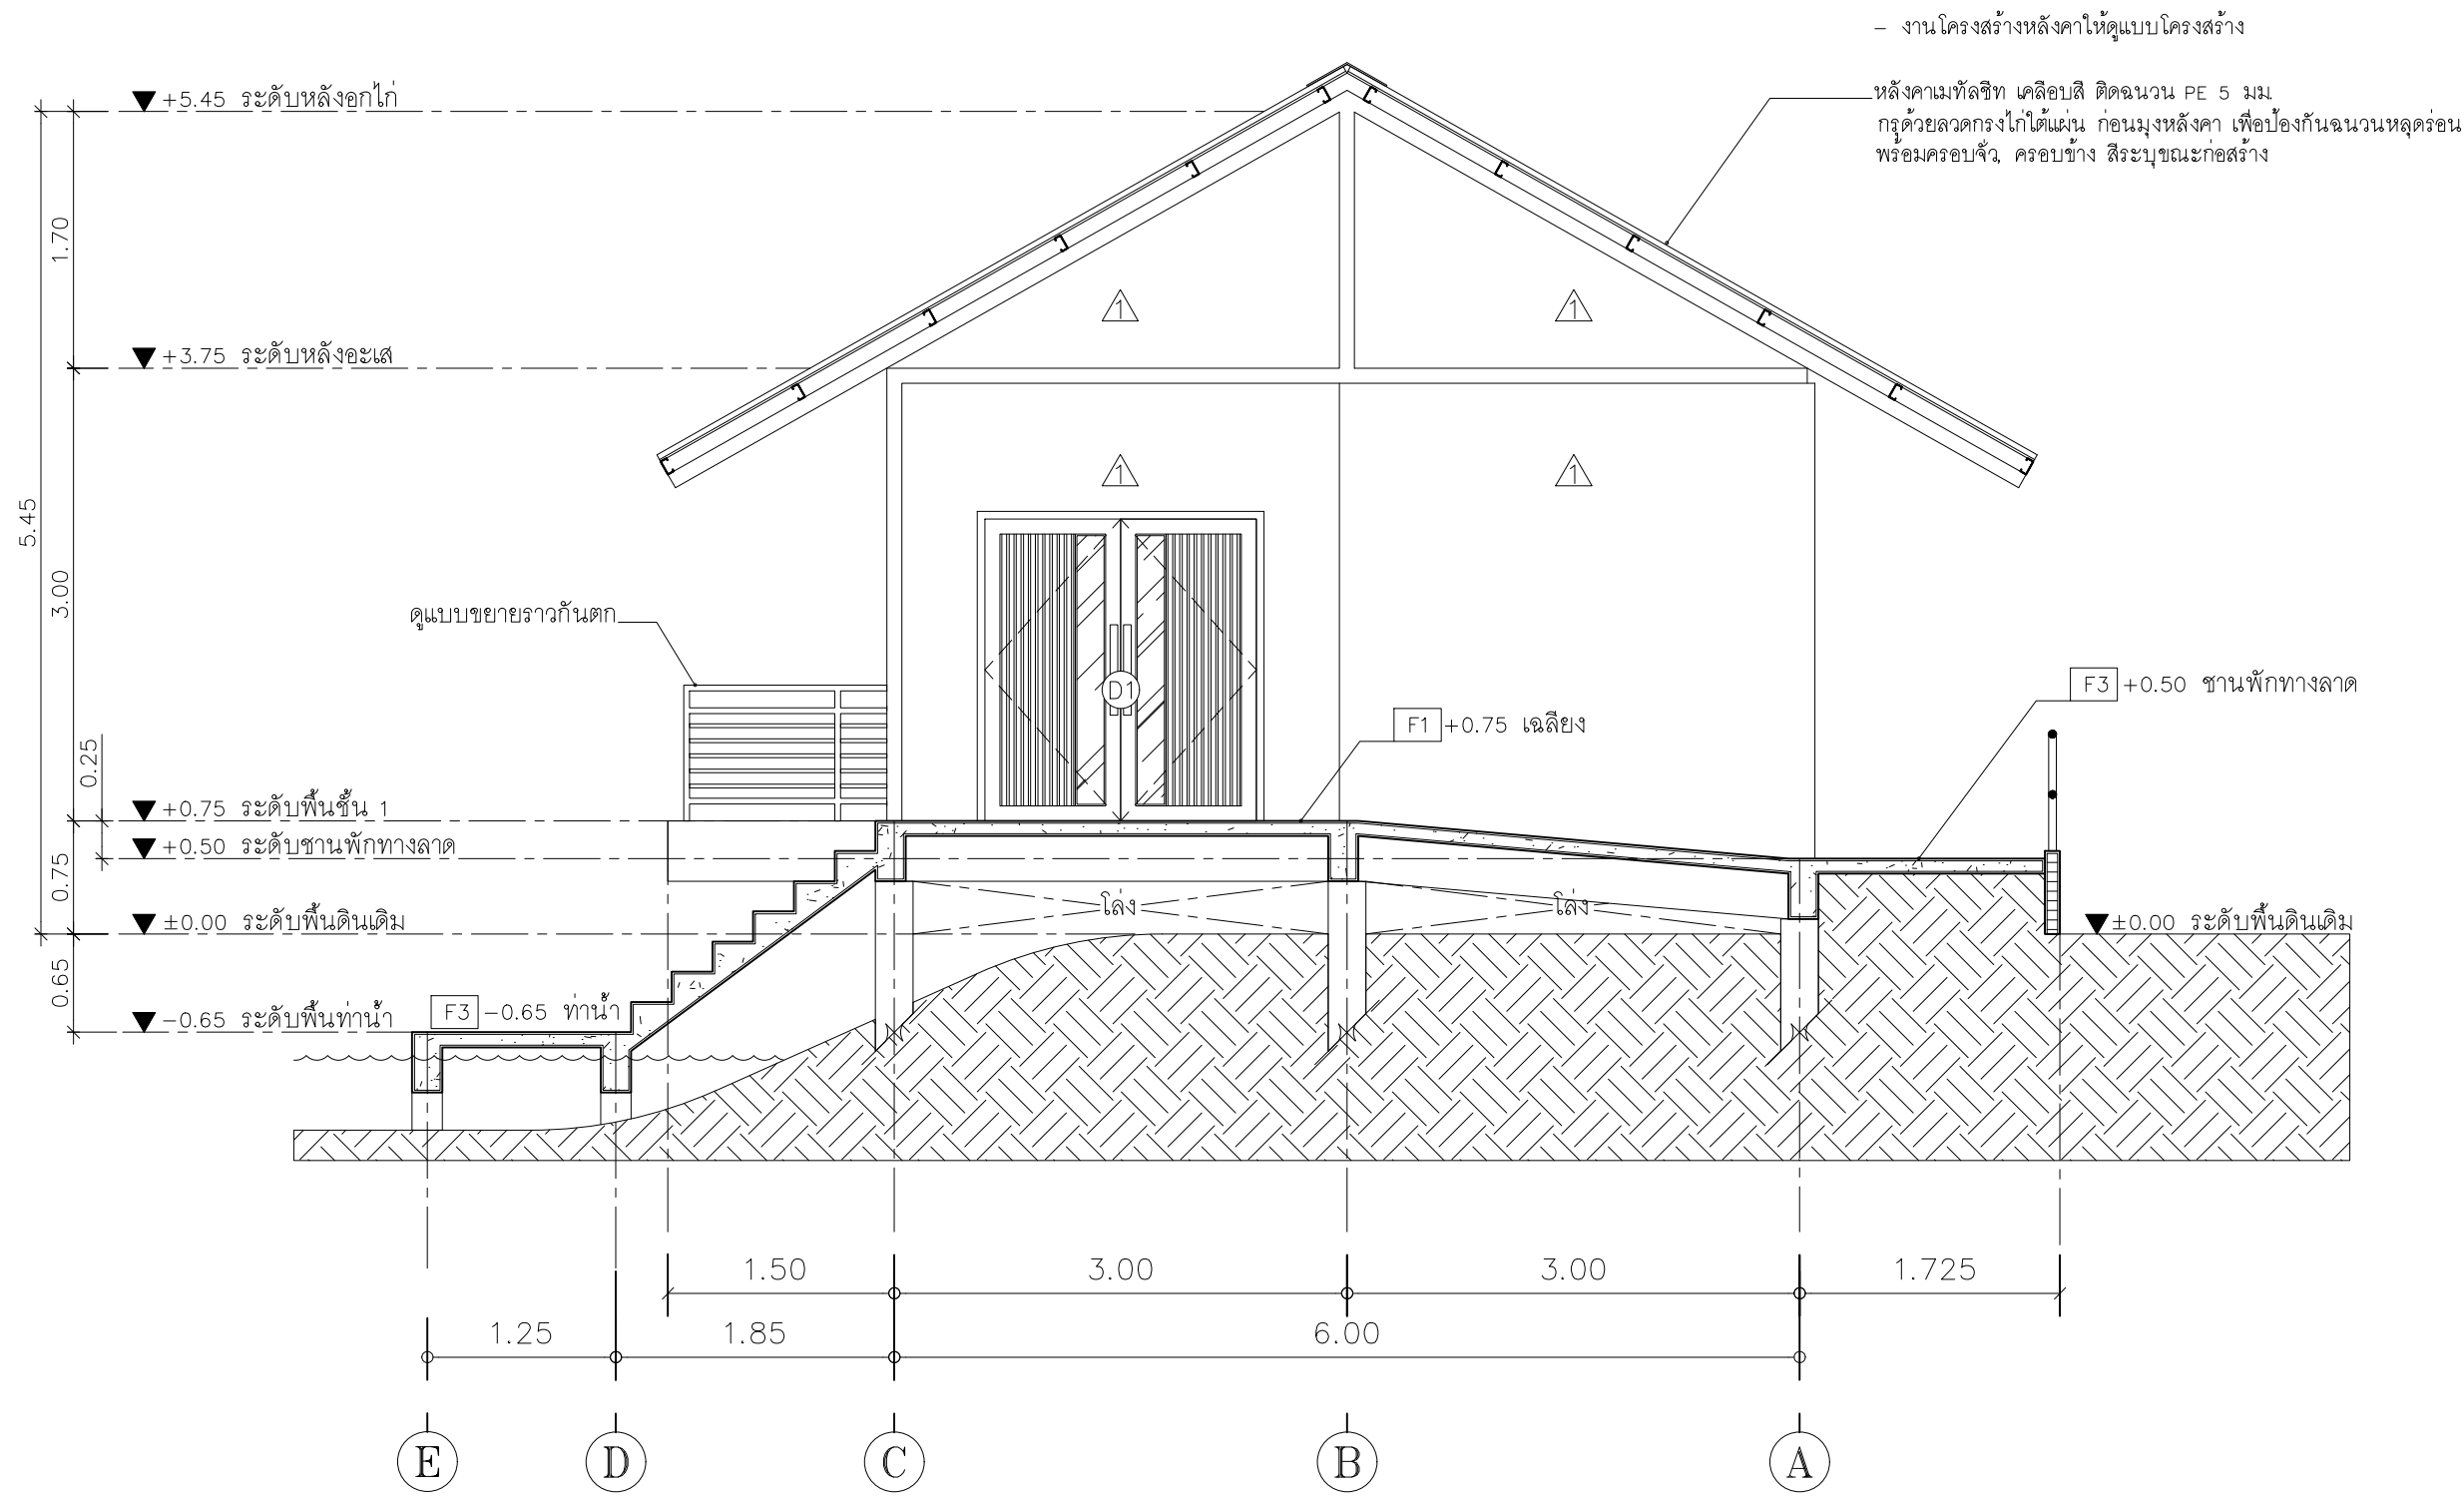 - งานโครงสร้างหลังคาให้ดูแบบโครงสร้าง
หลังคาเมทัลชีท เคลือบสี ติดฉนวน PE 5 มม.
กรุด้วยลวดกรงไก่ใต้แผ่น ก่อนมุงหลังคา เพื่อป้องกันฉนวนหลุดร่อน
พร้อมครอบจั่ว, ครอบข้าง สีระบุขณะก่อสร้าง
+5.45 ระดับหลังอกไก่
1.70
1
1
+3.75 ระดับหลังอะเส
1
1
5.45
3.00
ดูแบบขยายราวกันตก
D1
F3 +0.50 ชานพักทางลาด
F1 +0.75 เฉลียง
0.25
+0.75 ระดับพื้นชั้น 1
+0.50 ระดับชานพักทางลาด
0.75
โล่ง
โล่ง
±0.00 ระดับพื้นดินเดิม
±0.00 ระดับพื้นดินเดิม
0.65
F3 -0.65 ท่าน้ำ
-0.65 ระดับพื้นท่าน้ำ
1.50
3.00
3.00
1.725
1.25
1.85
6.00
E
D
C
B
A